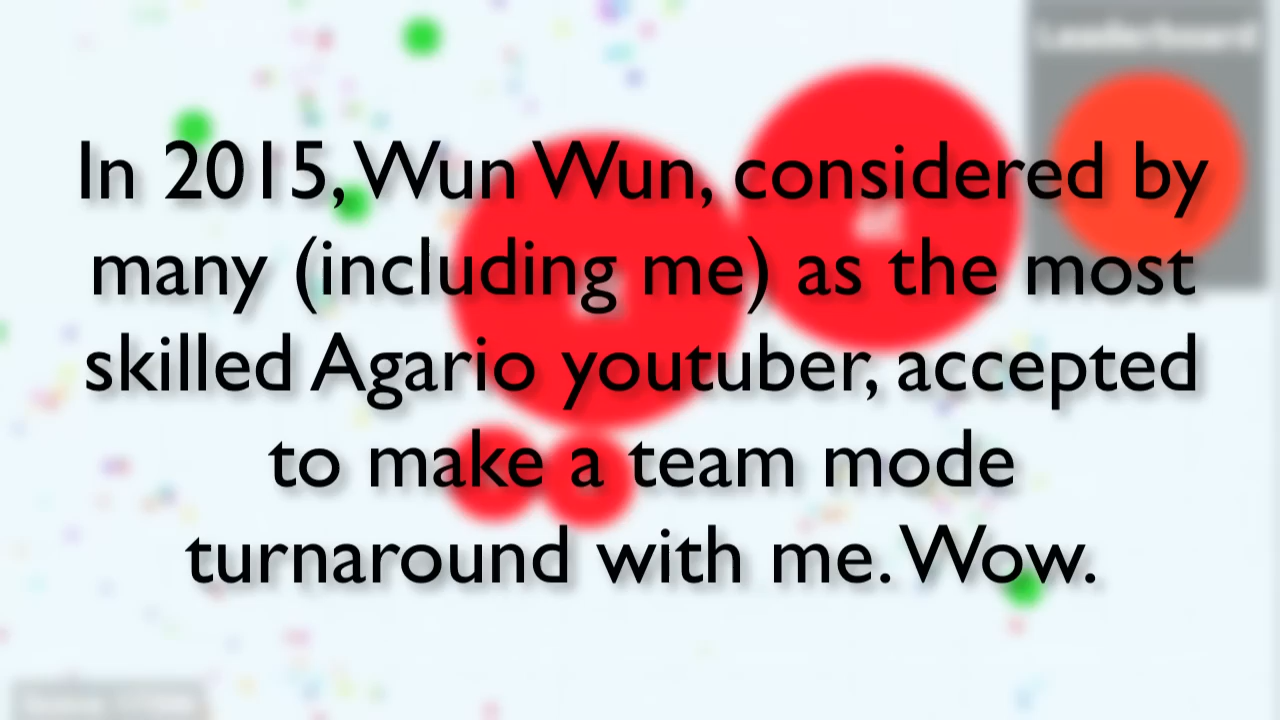 Leaderboard
In 2015, Wun Wun, considered by
many (including me) as the most
skilled Agario youtuber, accepted
to make a team mode
turnaround with me. Wow.